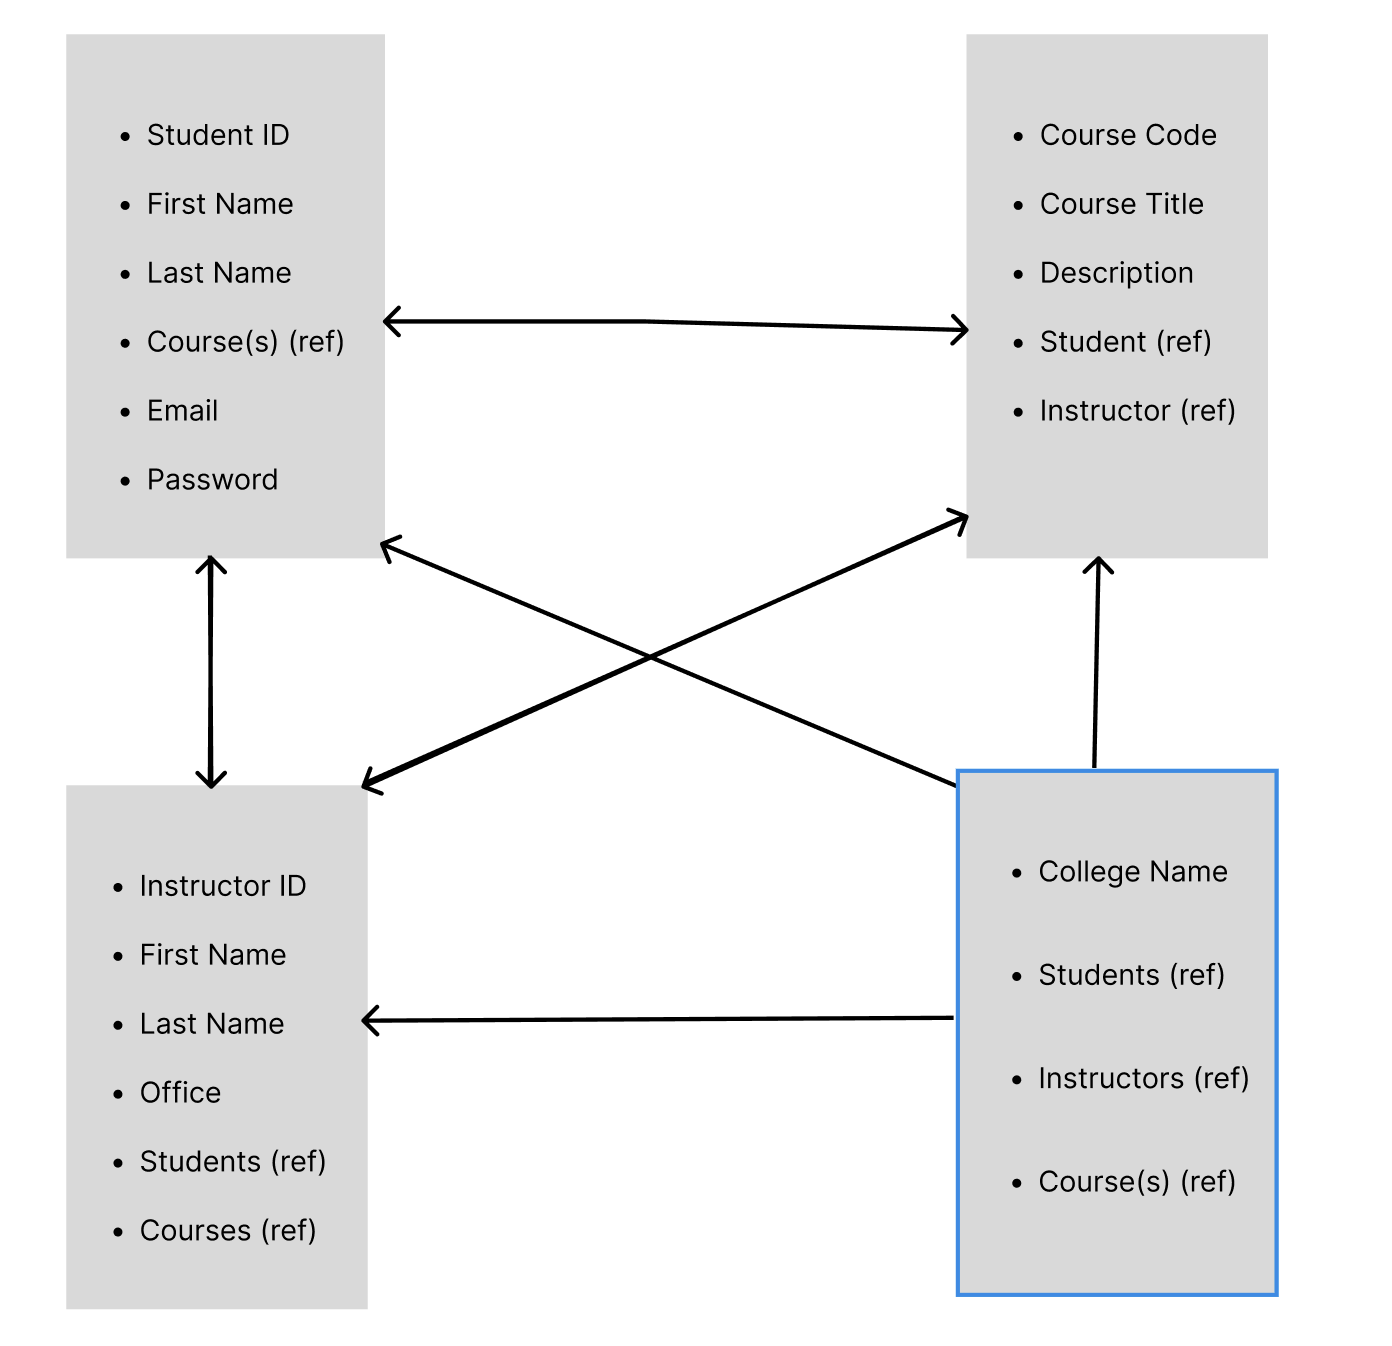 Student ID
First Name
Last Name
Course(s) (ref)
Email
Password
Course Code
Course Title
Description
Student (ref)
Instructor (ref)
Instructor ID
First Name
Last Name
Office
Students (ref)
Courses (ref)
College Name
Students (ref)
Instructors (ref)
Course(s) (ref)